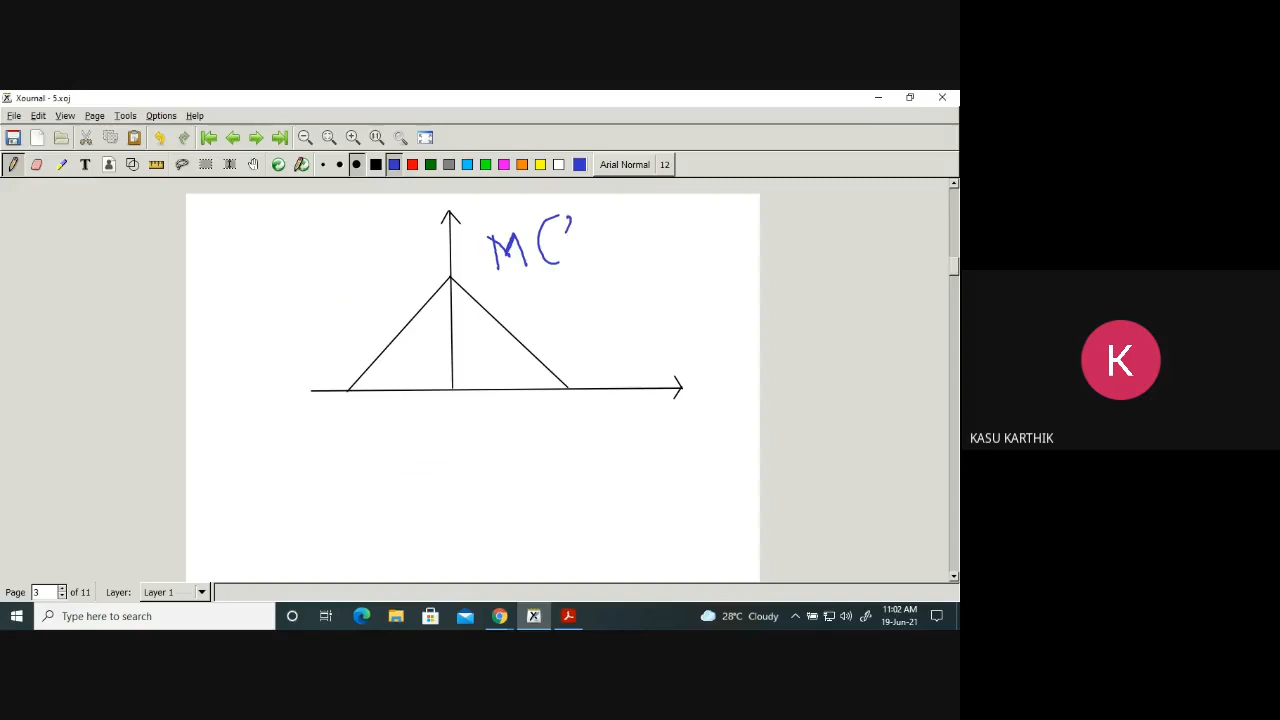 Xournal - 5.xoj
File Edit View Page Tools Options Help
Arial Normal 12
MC
K
KASU KARTHIK
Page 3 of 11 Layer: Layer 1
Type here to search
28°C Cloudy
11:02 AM
19-Jun-21